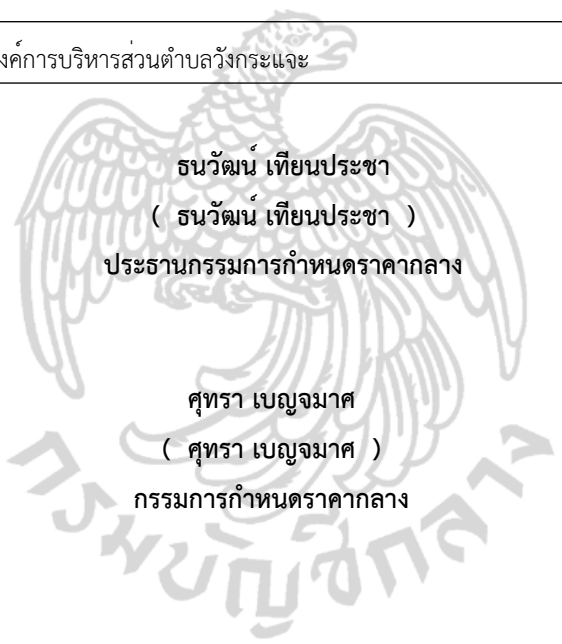 งค์การบริหารส่วนตำบลวังกระแจะ
ธนวัฒน์ เทียนประชา
( ธนวัฒน์ เทียนประชา )
ประธานกรรมการกำหนดราคากลาง
ศุทรา เบญจมาศ
( ศุทรา เบญจมาศ )
กรรมการกำหนดราคากลาง
กรมบัญชีกลาง